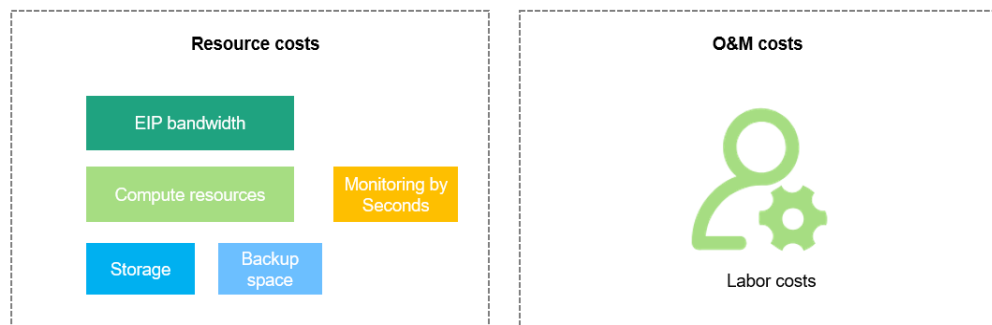 Resource costs
EIP bandwidth
Compute resources
Monitoring by
Seconds
Storage
Backup
space
O&M costs
Labor costs